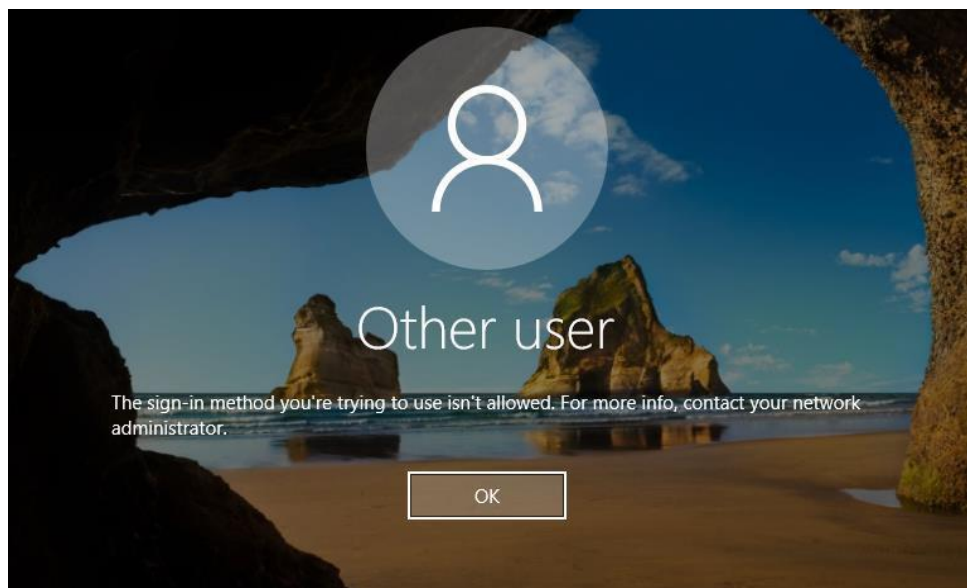 Other user
The sign-in method you're trying to use isn't allowed. For more info, contact your network
administrator.
OK